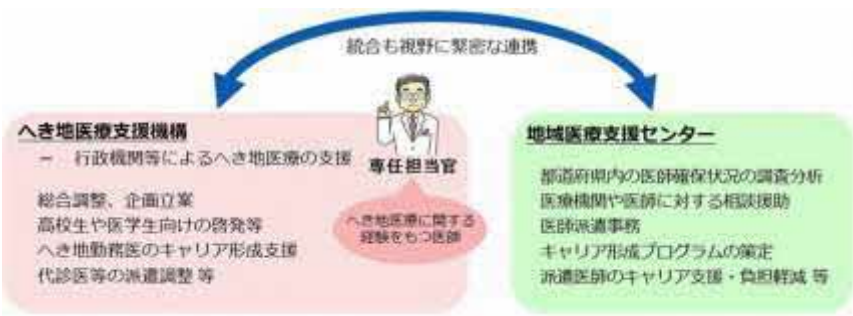 統合も視野に緊密な連携
へき地医療支援機構
－ 行政機関等によるへき地医療の支援
総合調整、企画立案
高校生や医学生向けの啓発等
へき地勤務医のキャリア形成支援
代診医等の派遣調整 等
専任担当官
へき地医療に関する
経験をもつ医師
地域医療支援センター
都道府県内の医師確保状況の調査分析
医療機関や医師に対する相談援助
医師派遣事務
キャリア形成プログラムの策定
派遣医師のキャリア支援・負担軽減 等